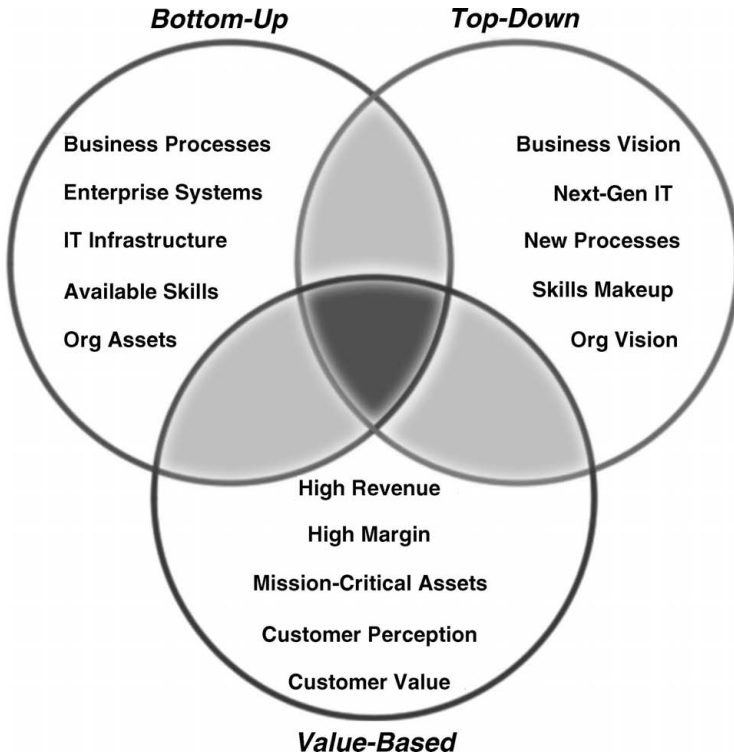 Bottom-Up
Top-Down
Business Processes
Enterprise Systems
IT Infrastructure
Available Skills
Org Assets
Business Vision
Next-Gen IT
New Processes
Skills Makeup
Org Vision
High Revenue
High Margin
Mission-Critical Assets
Customer Perception
Customer Value
Value-Based